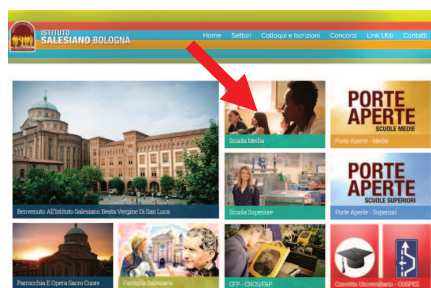 ISTITUTO
SALESIANO BOLOGNA
Home Settori Colloqui e Iscrizioni Concorsi Link Utili Contatti
Scuola Media
PORTE
APERTE
SCUOLE MEDIE
Porte Aperte - Medie
Benvenuto All'Istituto Salesiano Beata Vergine Di San Luca
Scuola Superiore
PORTE
APERTE
SCUOLE SUPERIORI
Porte Aperte - Superiori
Parrocchia E Opera Sacro Cuore
Famiglia Salesiana
CFP - CNOS/FAP
Convitto Universitario - COSPES